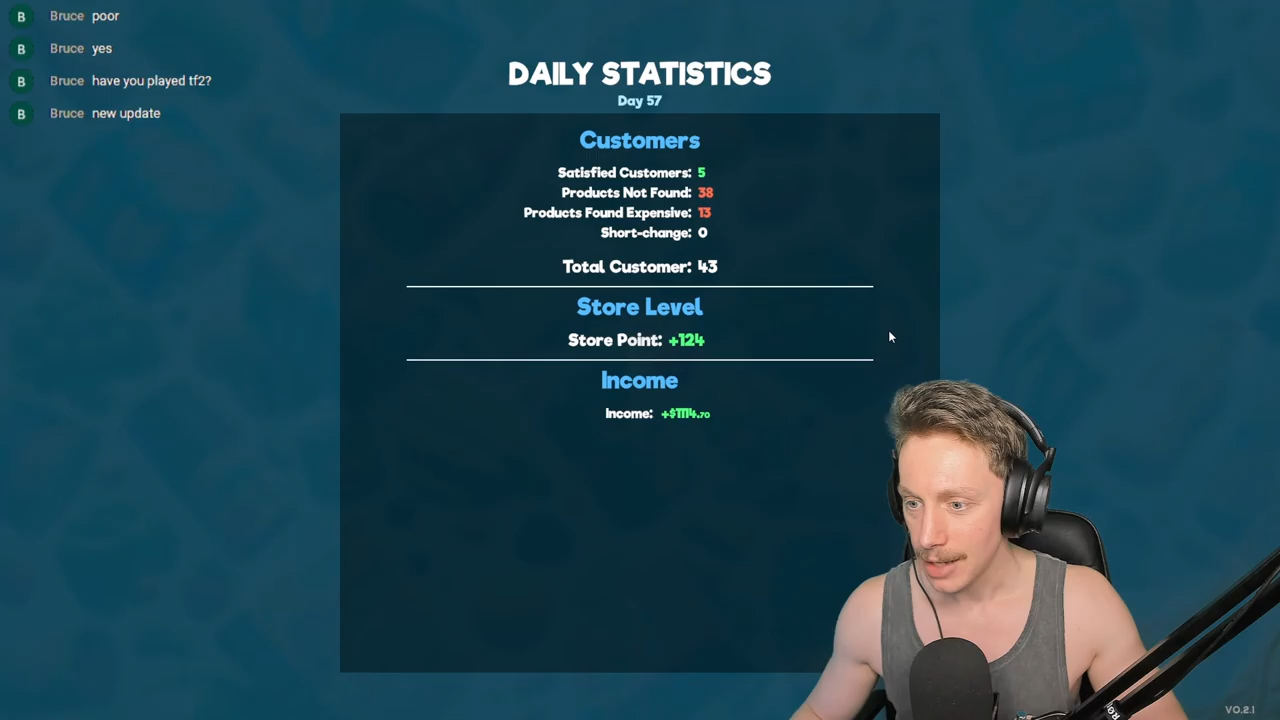 B Bruce poor
B Bruce yes
B Bruce have you played tf2?
B Bruce new update
DAILY STATISTICS
Day 57
Customers
Satisfied Customers: 5
Products Not Found: 38
Products Found Expensive: 13
Short-change: 0
Total Customer: 43
Store Level
Store Point: +124
Income
Income: +$1114.70
V0.2.1